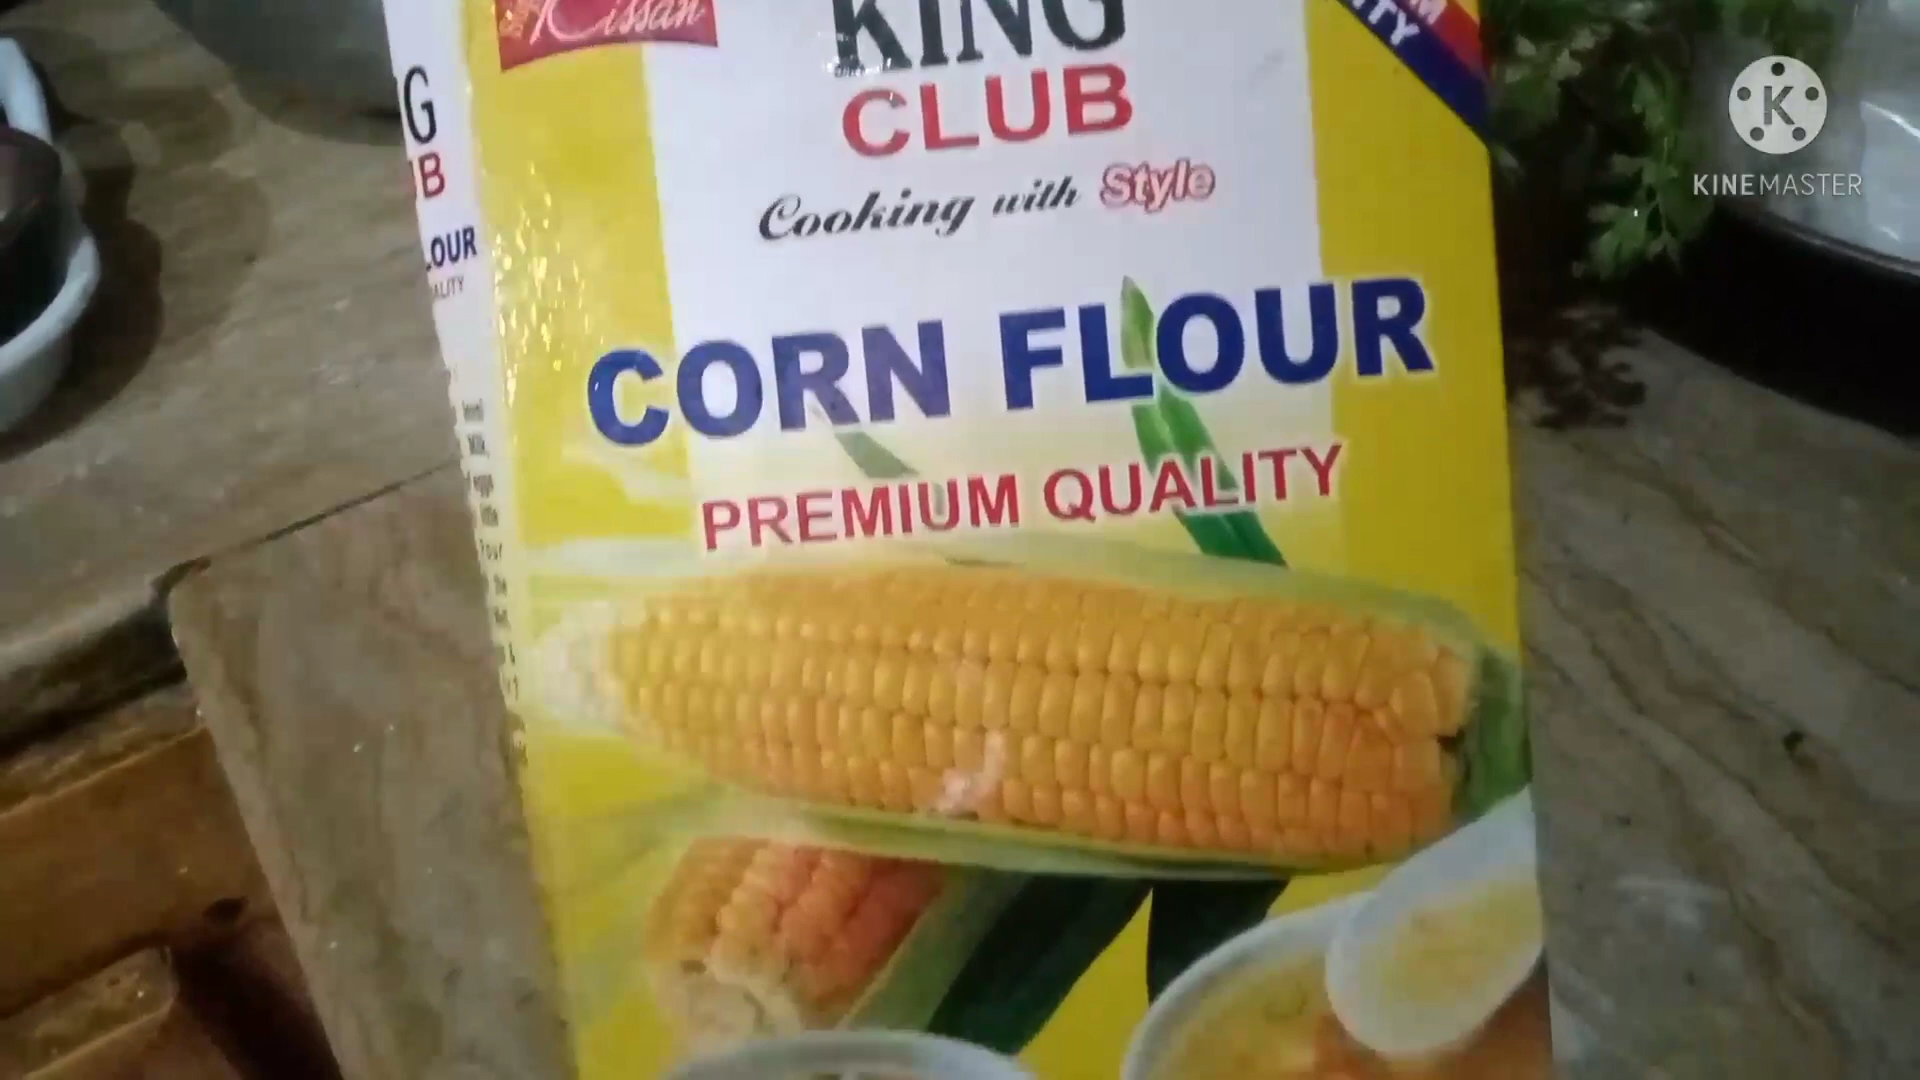 Kissan
KING
CLUB
Cooking with Style
CORN FLOUR
PREMIUM QUALITY
G
B
LOUR
ALITY
K
KINEMASTER